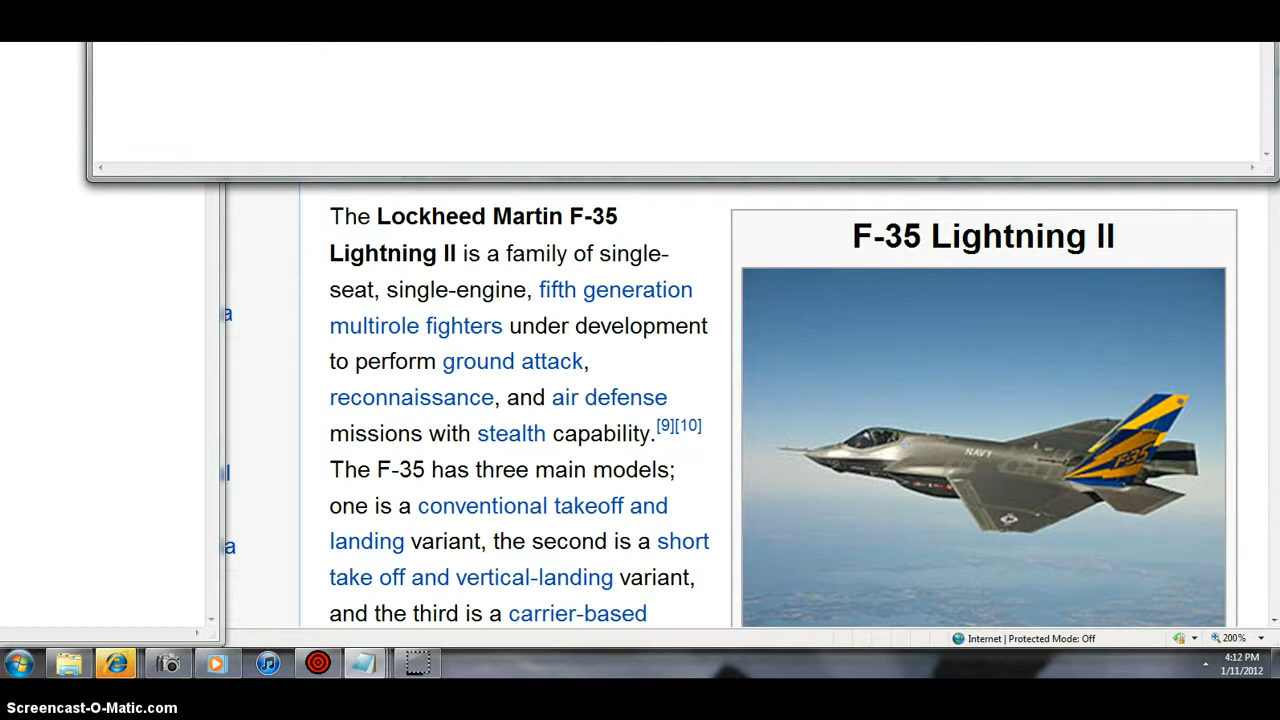 The Lockheed Martin F-35
Lightning II is a family of single-
seat, single-engine, fifth generation
multirole fighters under development
to perform ground attack,
reconnaissance, and air defense
missions with stealth capability.[9][10]
The F-35 has three main models;
one is a conventional takeoff and
landing variant, the second is a short
take off and vertical-landing variant,
and the third is a carrier-based
F-35 Lightning II
NAVY
F-35
a
l
a
Internet | Protected Mode: Off
200%
4:12 PM
1/11/2012
Screencast-O-Matic.com